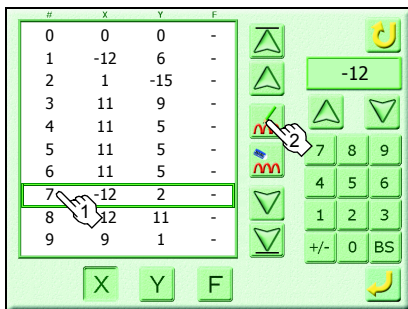 # X Y F
0 0 0 -
1 -12 6 -
2 1 -15 -
3 11 9 -
4 11 5 -
5 11 5 -
6 11 5 -
7 -12 2 -
8 12 11 -
9 9 1 -
1
2
-12
7 8 9
4 5 6
1 2 3
+/- 0 BS
X Y F